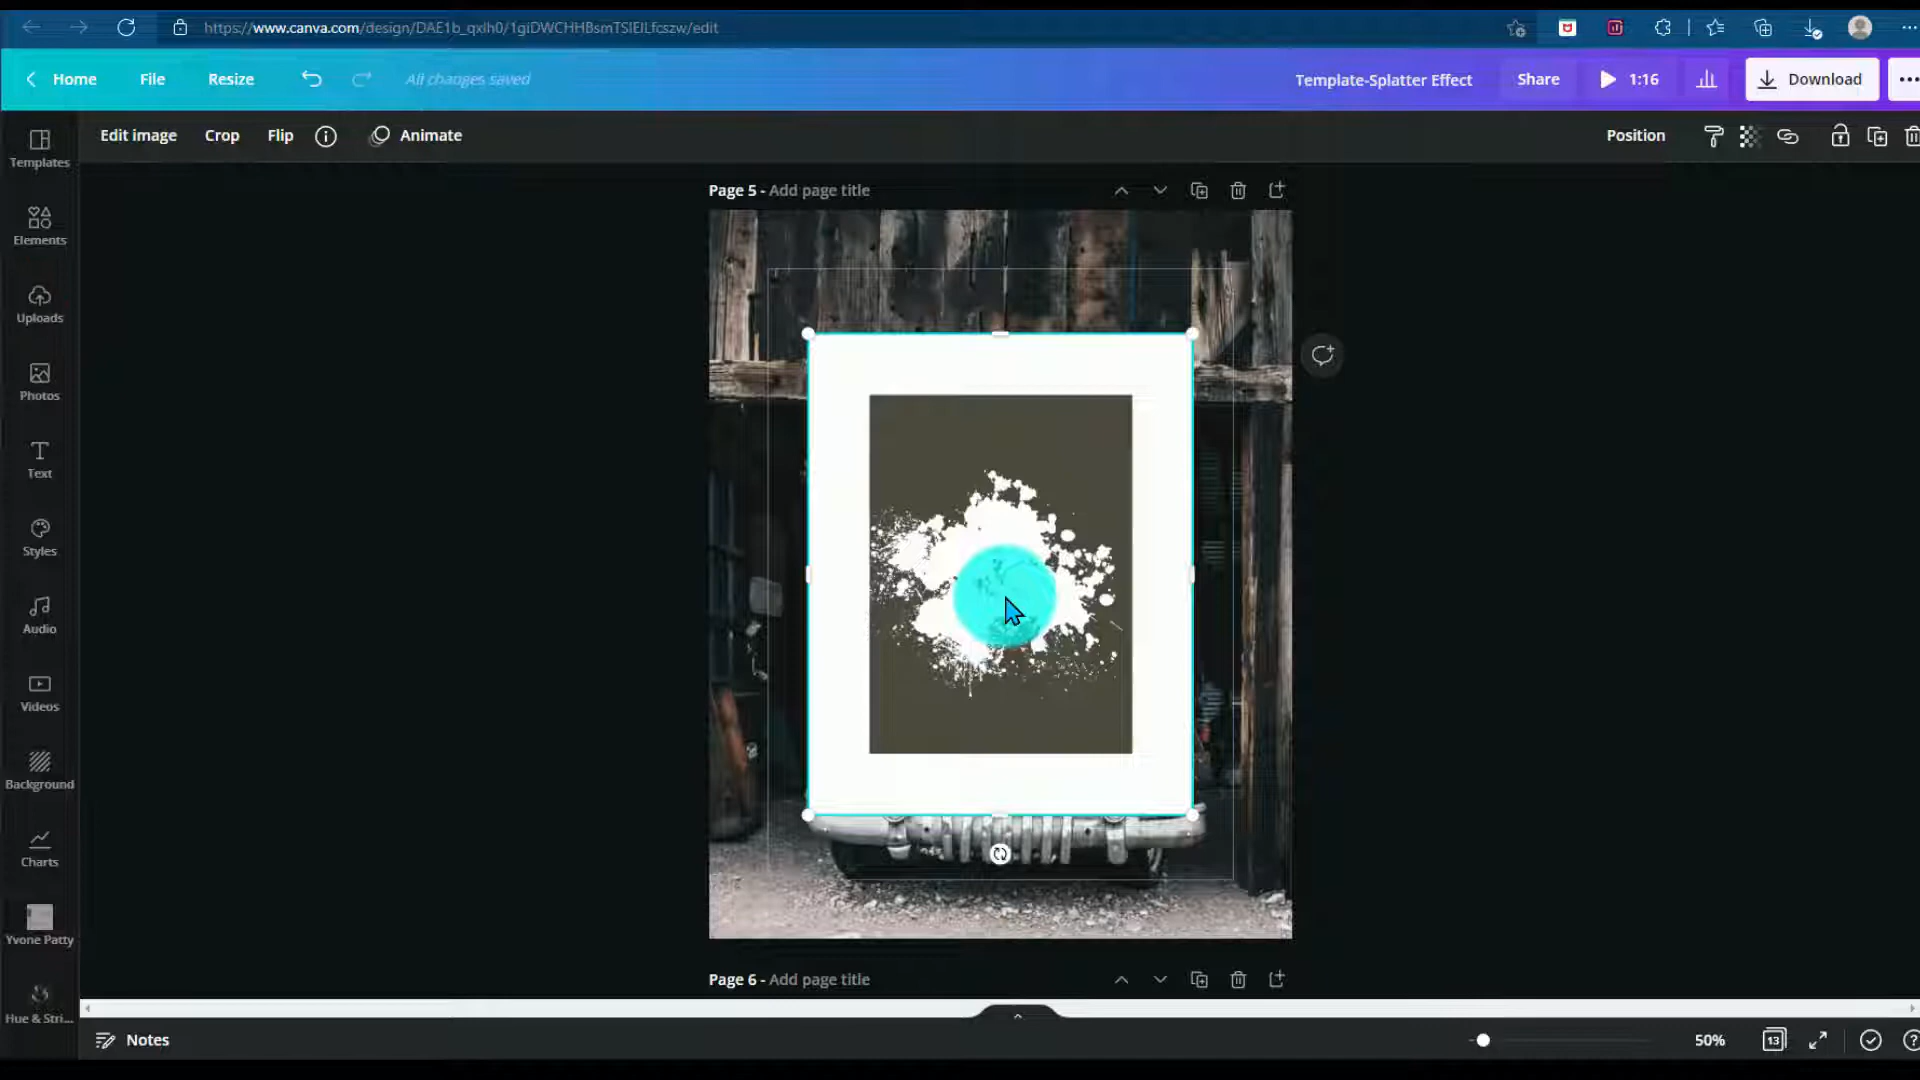 https://www.canva.com/design/DAE1b_qxlh0/1giDWCHHBsmTSIEILfcszw/edit
Home
File
Resize
All changes saved
Template-Splatter Effect
Share
1:16
Download
Edit image
Crop
Flip
Animate
Position
Templates
Elements
Uploads
Photos
Text
Styles
Audio
Videos
Background
Charts
Yvone Patty
Hue & Stri...
Page 5 - Add page title
Page 6 - Add page title
Notes
50%
13